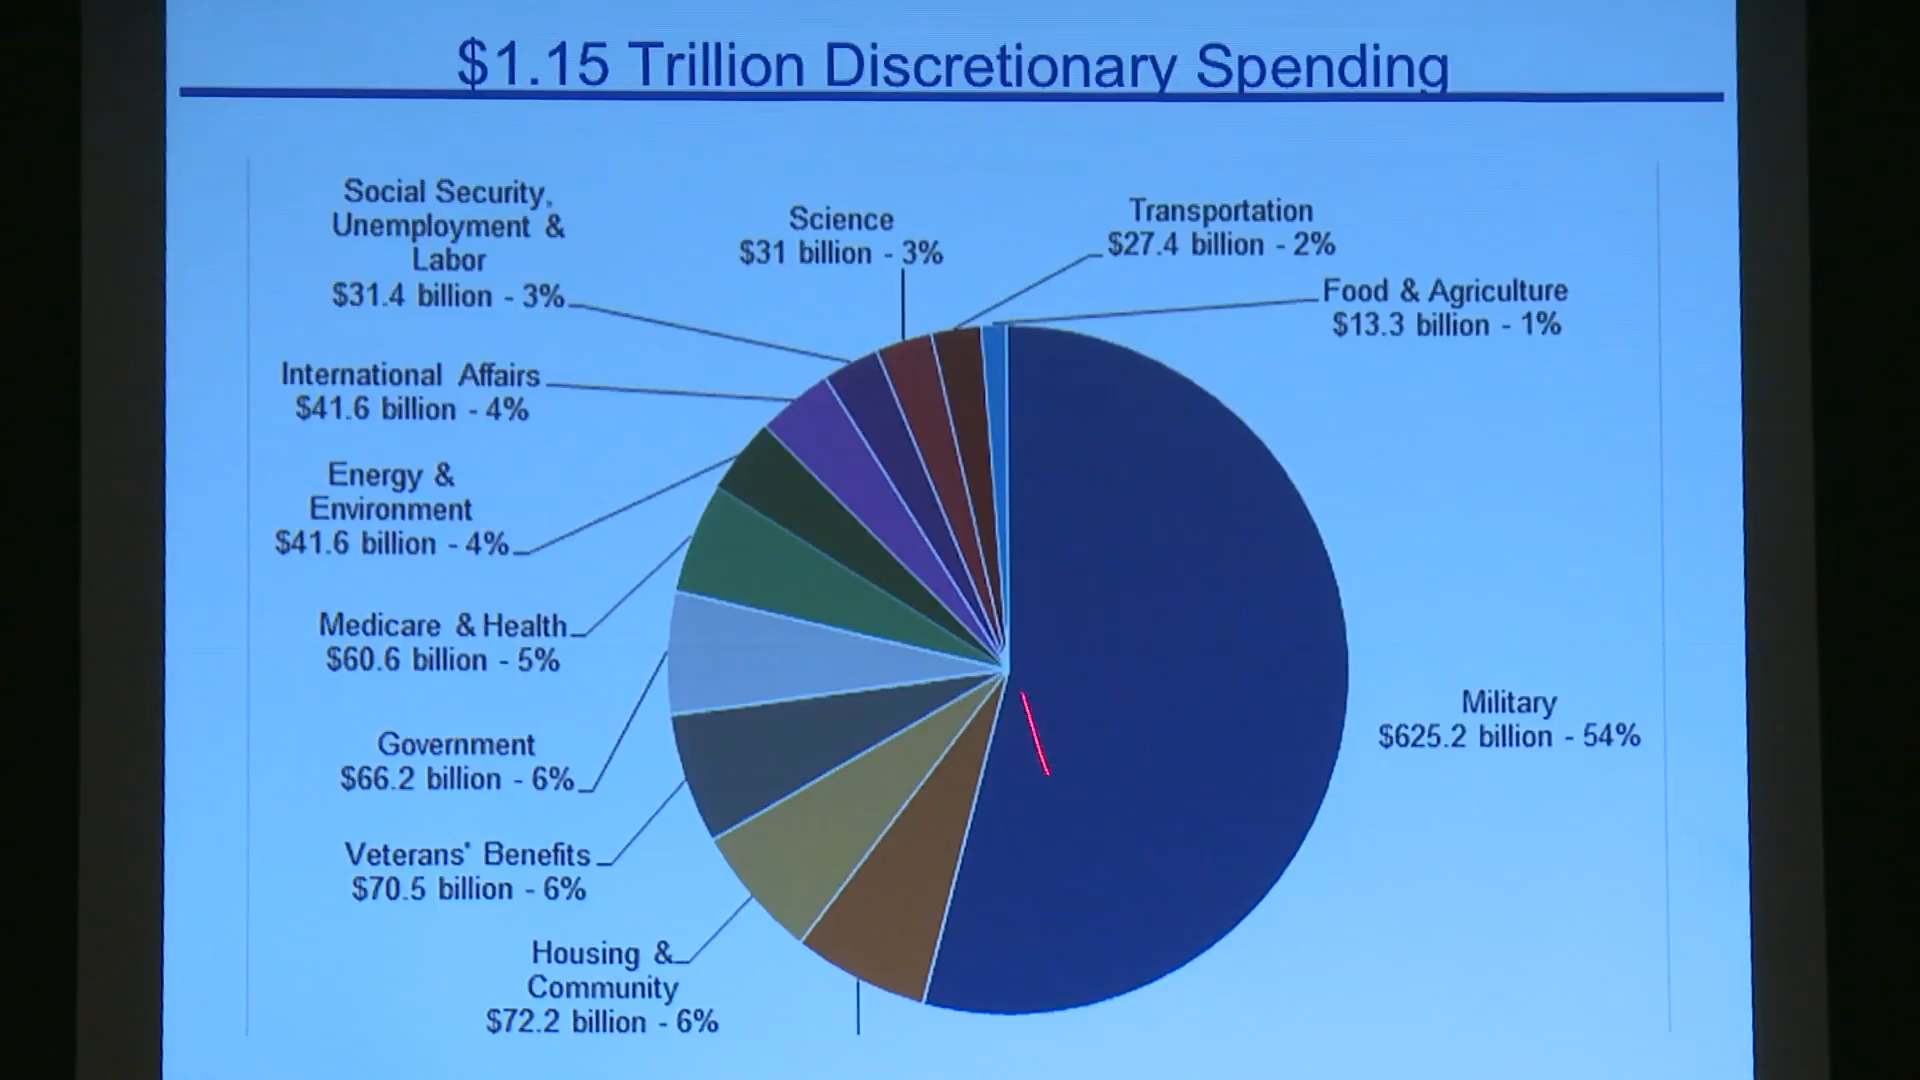 $1.15 Trillion Discretionary Spending
Social Security,
Unemployment &
Labor
$31.4 billion - 3%
Science
$31 billion - 3%
Transportation
$27.4 billion - 2%
Food & Agriculture
$13.3 billion - 1%
International Affairs
$41.6 billion - 4%
Energy &
Environment
$41.6 billion - 4%
Medicare & Health
$60.6 billion - 5%
Military
$625.2 billion - 54%
Government
$66.2 billion - 6%
Veterans' Benefits
$70.5 billion - 6%
Housing &
Community
$72.2 billion - 6%